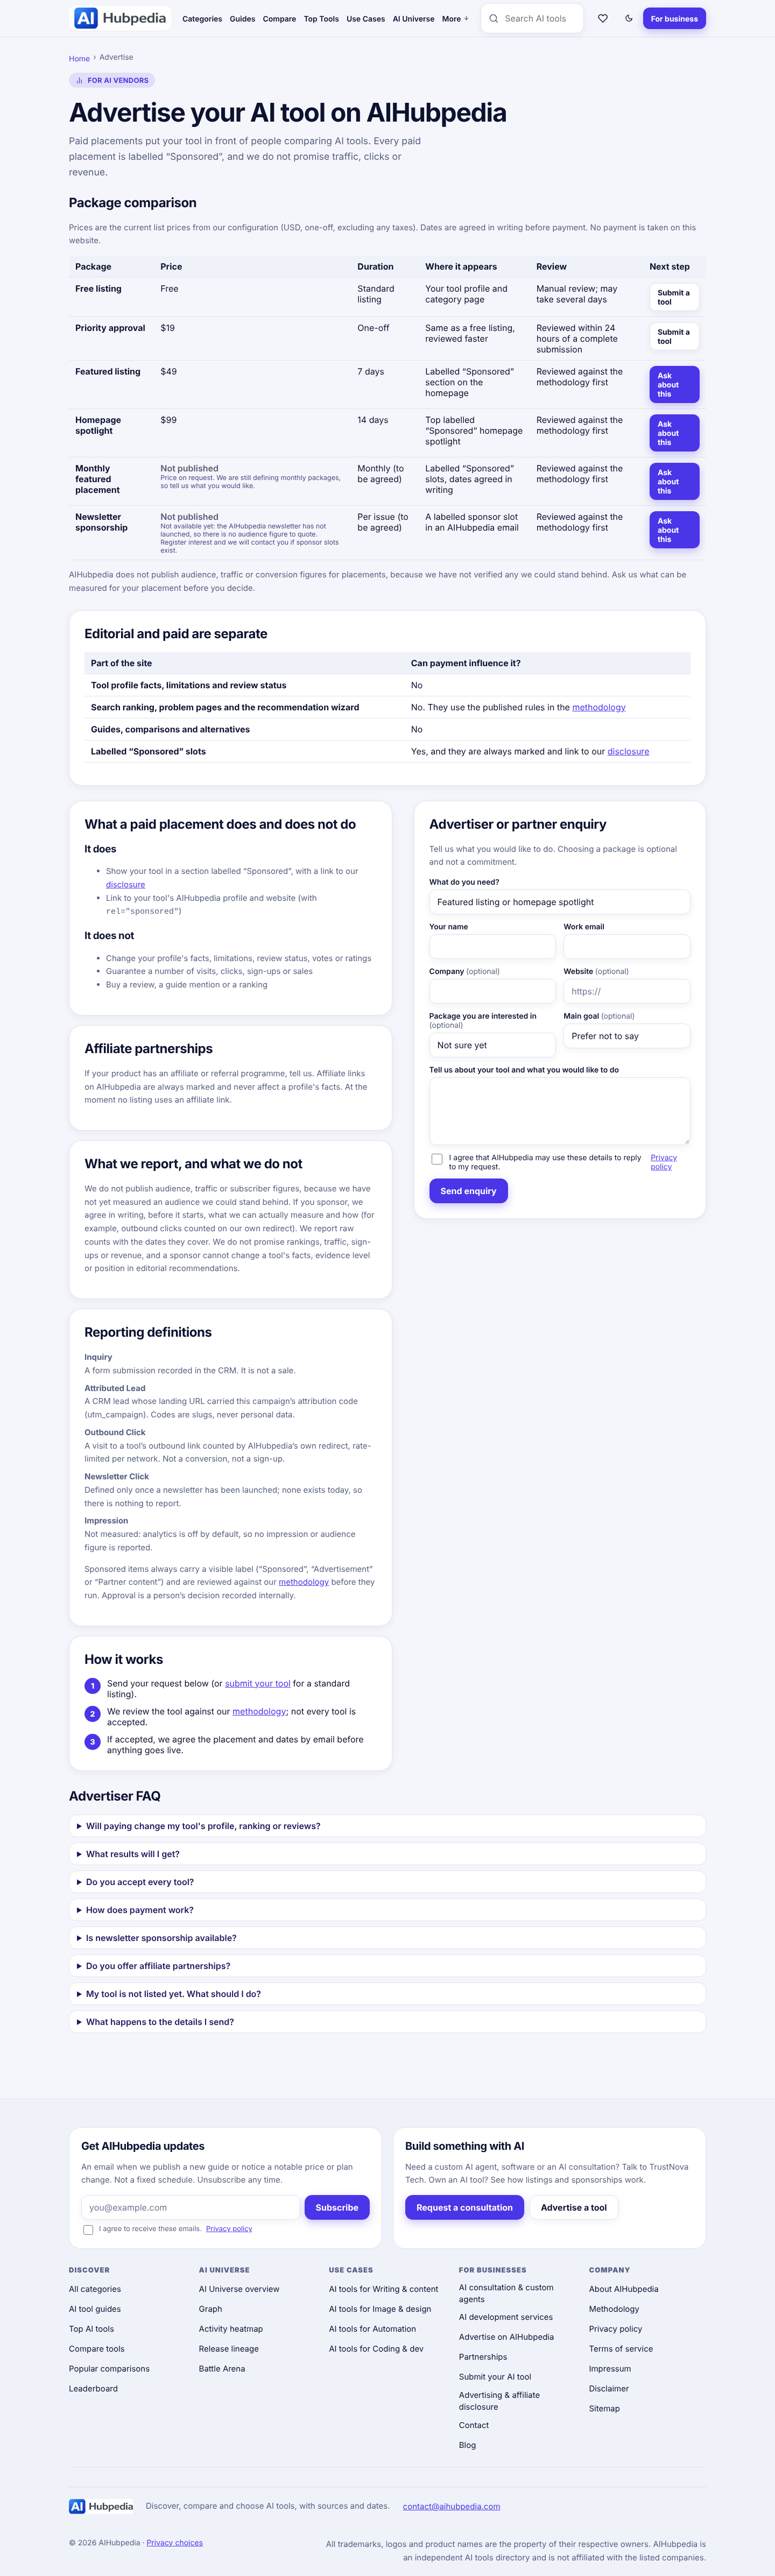 AI Hubpedia
Categories Guides Compare Top Tools Use Cases AI Universe More
Search AI tools
For business
Home › Advertise
FOR AI VENDORS
Advertise your AI tool on AIHubpedia
Paid placements put your tool in front of people comparing AI tools. Every paid
placement is labelled “Sponsored”, and we do not promise traffic, clicks or
revenue.
Package comparison
Prices are the current list prices from our configuration (USD, one-off, excluding any taxes). Dates are agreed in writing before payment. No payment is taken on this
website.
Package Price Duration Where it appears Review Next step
Free listing Free Standard listing Your tool profile and category page Manual review; may take several days Submit a tool
Priority approval $19 One-off Same as a free listing, reviewed faster Reviewed within 24 hours of a complete submission Submit a tool
Featured listing $49 7 days Labelled “Sponsored” section on the homepage Reviewed against the methodology first Ask about this
Homepage spotlight $99 14 days Top labelled “Sponsored” homepage spotlight Reviewed against the methodology first Ask about this
Monthly featured placement Not published Price on request. We are still defining monthly packages, so tell us what you would like. Monthly (to be agreed) Labelled “Sponsored” slots, dates agreed in writing Reviewed against the methodology first Ask about this
Newsletter sponsorship Not published Not available yet: the AIHubpedia newsletter has not launched, so there is no audience figure to quote. Register interest and we will contact you if sponsor slots exist. Per issue (to be agreed) A labelled sponsor slot in an AIHubpedia email Reviewed against the methodology first Ask about this
AIHubpedia does not publish audience, traffic or conversion figures for placements, because we have not verified any we could stand behind. Ask us what can be
measured for your placement before you decide.
Editorial and paid are separate
Part of the site Can payment influence it?
Tool profile facts, limitations and review status No
Search ranking, problem pages and the recommendation wizard No. They use the published rules in the methodology
Guides, comparisons and alternatives No
Labelled “Sponsored” slots Yes, and they are always marked and link to our disclosure
What a paid placement does and does not do
It does
• Show your tool in a section labelled “Sponsored”, with a link to our
disclosure
• Link to your tool's AIHubpedia profile and website (with
rel="sponsored")
It does not
• Change your profile's facts, limitations, review status, votes or ratings
• Guarantee a number of visits, clicks, sign-ups or sales
• Buy a review, a guide mention or a ranking
Affiliate partnerships
If your product has an affiliate or referral programme, tell us. Affiliate links
on AIHubpedia are always marked and never affect a profile's facts. At the
moment no listing uses an affiliate link.
What we report, and what we do not
We do not publish audience, traffic or subscriber figures, because we have
not yet measured an audience we could stand behind. If you sponsor, we
agree in writing, before it starts, what we can actually measure and how (for
example, outbound clicks counted on our own redirect). We report raw
counts with the dates they cover. We do not promise rankings, traffic, sign-
ups or revenue, and a sponsor cannot change a tool's facts, evidence level
or position in editorial recommendations.
Reporting definitions
Inquiry
A form submission recorded in the CRM. It is not a sale.
Attributed Lead
A CRM lead whose landing URL carried this campaign’s attribution code
(utm_campaign). Codes are slugs, never personal data.
Outbound Click
A visit to a tool’s outbound link counted by AIHubpedia’s own redirect, rate-
limited per network. Not a conversion, not a sign-up.
Newsletter Click
Defined only once a newsletter has been launched; none exists today, so
there is nothing to report.
Impression
Not measured: analytics is off by default, so no impression or audience
figure is reported.
Sponsored items always carry a visible label (“Sponsored”, “Advertisement”
or “Partner content”) and are reviewed against our methodology before they
run. Approval is a person’s decision recorded internally.
How it works
1 Send your request below (or submit your tool for a standard
listing).
2 We review the tool against our methodology; not every tool is
accepted.
3 If accepted, we agree the placement and dates by email before
anything goes live.
Advertiser or partner enquiry
Tell us what you would like to do. Choosing a package is optional
and not a commitment.
What do you need?
Featured listing or homepage spotlight
Your name Work email
Company (optional) Website (optional)
https://
Package you are interested in (optional) Main goal (optional)
Not sure yet Prefer not to say
Tell us about your tool and what you would like to do
I agree that AIHubpedia may use these details to reply
to my request.
Privacy policy
Send enquiry
Advertiser FAQ
Will paying change my tool's profile, ranking or reviews?
What results will I get?
Do you accept every tool?
How does payment work?
Is newsletter sponsorship available?
Do you offer affiliate partnerships?
My tool is not listed yet. What should I do?
What happens to the details I send?
Get AIHubpedia updates
An email when we publish a new guide or notice a notable price or plan
change. Not a fixed schedule. Unsubscribe any time.
you@example.com Subscribe
I agree to receive these emails. Privacy policy
Build something with AI
Need a custom AI agent, software or an AI consultation? Talk to TrustNova
Tech. Own an AI tool? See how listings and sponsorships work.
Request a consultation Advertise a tool
DISCOVER
All categories
AI tool guides
Top AI tools
Compare tools
Popular comparisons
Leaderboard
AI UNIVERSE
AI Universe overview
Graph
Activity heatmap
Release lineage
Battle Arena
USE CASES
AI tools for Writing & content
AI tools for Image & design
AI tools for Automation
AI tools for Coding & dev
FOR BUSINESSES
AI consultation & custom
agents
AI development services
Advertise on AIHubpedia
Partnerships
Submit your AI tool
Advertising & affiliate
disclosure
Contact
Blog
COMPANY
About AIHubpedia
Methodology
Privacy policy
Terms of service
Impressum
Disclaimer
Sitemap
AI Hubpedia
Discover, compare and choose AI tools, with sources and dates. contact@aihubpedia.com
© 2026 AIHubpedia · Privacy choices
All trademarks, logos and product names are the property of their respective owners. AIHubpedia is
an independent AI tools directory and is not affiliated with the listed companies.